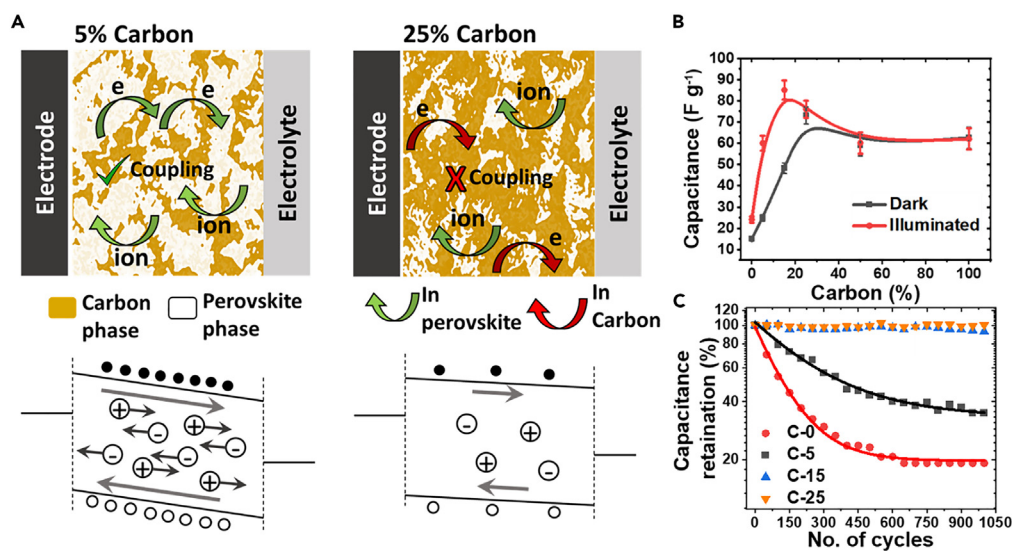 A
5% Carbon
25% Carbon
Electrode
e
e
Coupling
ion
ion
Electrolyte
Electrode
e
ion
X Coupling
ion
e
Electrolyte
Carbon phase
Perovskite phase
In perovskite
In Carbon
+
+
-
-
-
+
+
-
-
+
+
-
B
Capacitance (F g⁻¹)
90
80
70
60
50
40
30
20
10
Dark
Illuminated
0 20 40 60 80 100
Carbon (%)
C
Capacitance
retaination (%)
120
100
80
60
40
20
C-0
C-5
C-15
C-25
0 150 300 450 600 750 900 1050
No. of cycles